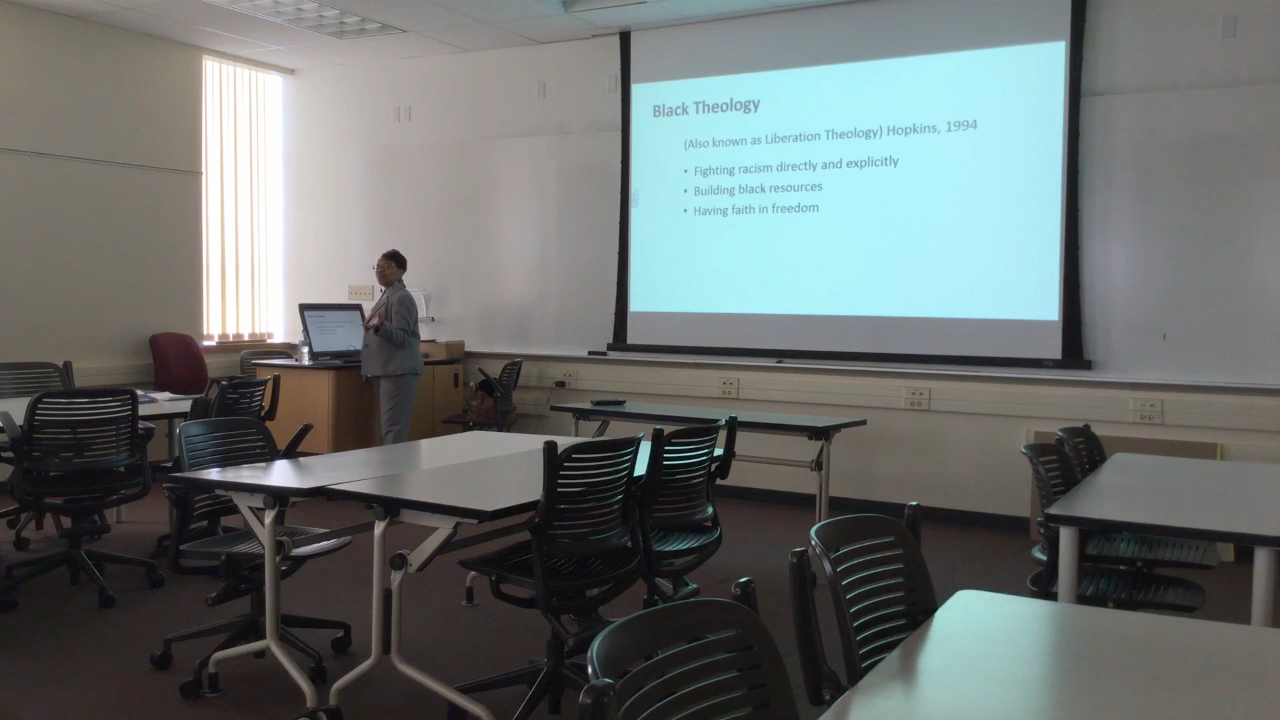 Black Theology
(Also known as Liberation Theology) Hopkins, 1994
• Fighting racism directly and explicitly
• Building black resources
• Having faith in freedom